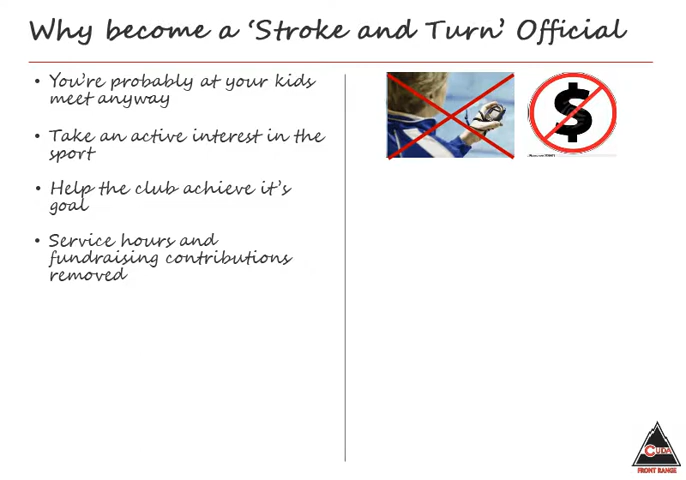 Why become a ‘Stroke and Turn’ Official
• You’re probably at your kids
meet anyway
• Take an active interest in the
sport
• Help the club achieve it’s
goal
• Service hours and
fundraising contributions
removed
$
CUDA
FRONT RANGE